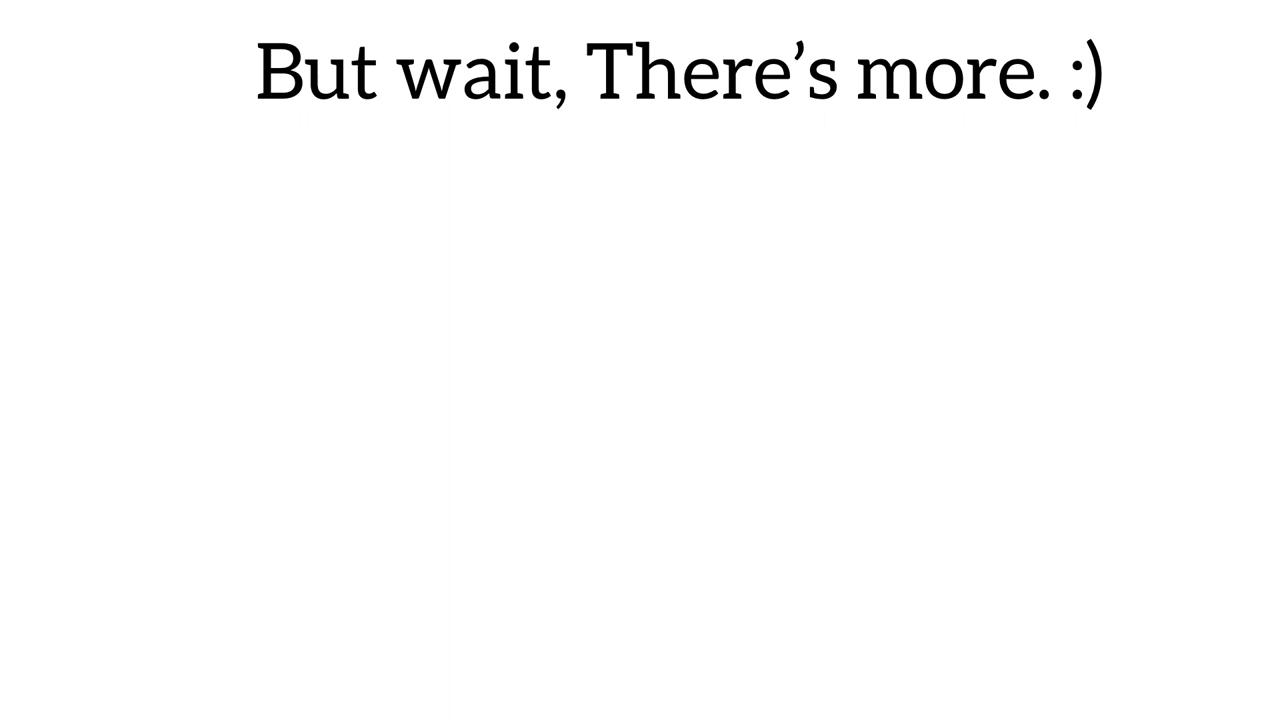 But wait, There’s more. :)